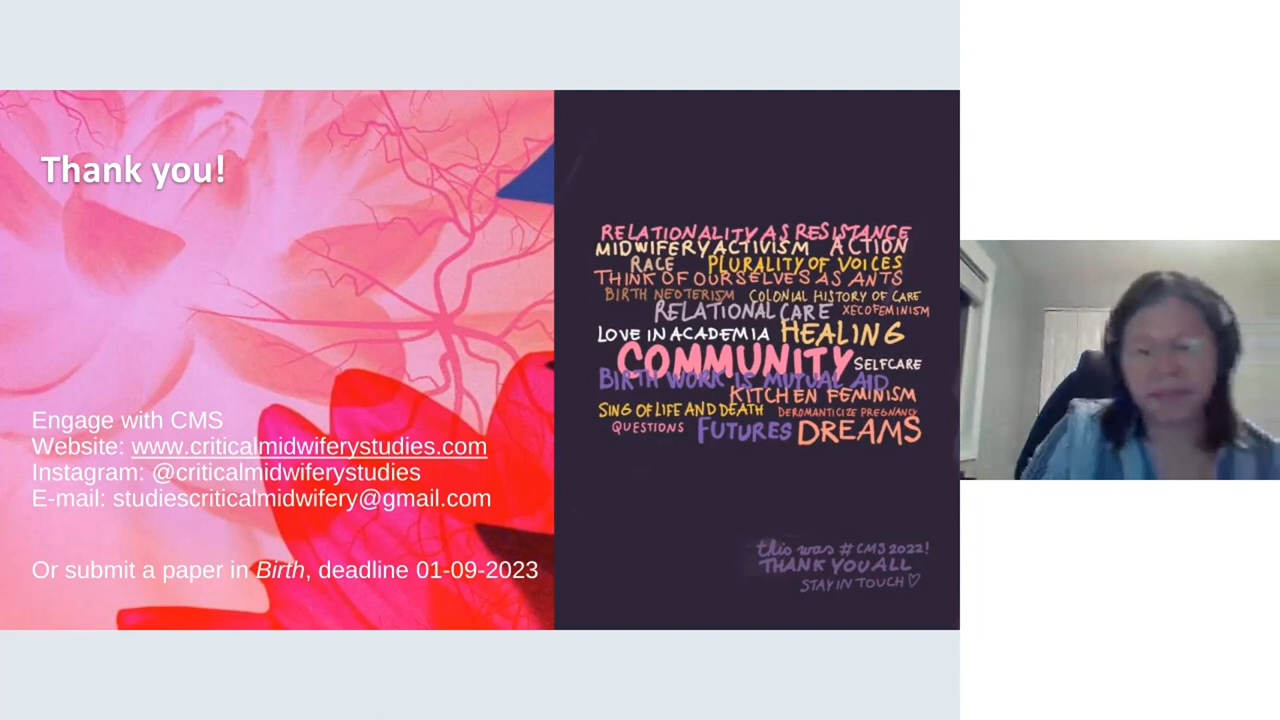 Thank you!
Engage with CMS
Website: www.criticalmidwiferystudies.com
Instagram: @criticalmidwiferystudies
E-mail: studiescriticalmidwifery@gmail.com
Or submit a paper in Birth, deadline 01-09-2023
RELATIONALITY AS RESISTANCE
MIDWIFERY ACTIVISM ACTION
RACE PLURALITY OF VOICES
THINK OF OURSELVES AS ANTS
BIRTH NEOTERISM COLONIAL HISTORY OF CARE
RELATIONAL CARE XECOFEMINISM
LOVE IN ACADEMIA HEALING
COMMUNITY SELFCARE
BIRTH WORK IS MUTUAL AID
KITCHEN FEMINISM
SING OF LIFE AND DEATH DEROMANTICIZE PREGNANCY
QUESTIONS FUTURES DREAMS
this was #CMS2022!
THANK YOU ALL
STAY IN TOUCH♡